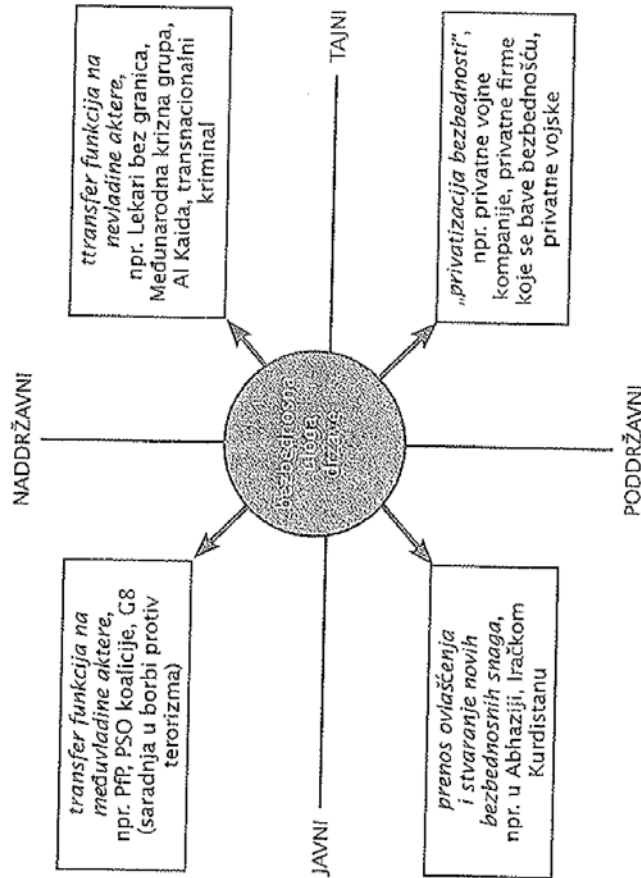 NADDRŽAVNI
transfer funkcija na
međuvladine aktere,
npr. PfP, PSO koalicije, G8
(saradnja u borbi protiv
terorizma)
ttransfer funkcija na
nevladine aktere,
npr. Lekari bez granica,
Međunarodna krizna grupa,
Al Kaida, transnacionalni
kriminal
JAVNI
bezbednosna
uloga
države
TAJNI
prenos ovlašćenja
i stvaranje novih
bezbednosnih snaga,
npr. u Abhaziji, Iračkom
Kurdistanu
„privatizacija bezbednosti“,
npr. privatne vojne
kompanije, privatne firme
koje se bave bezbednošću,
privatne vojske
PODDRŽAVNI